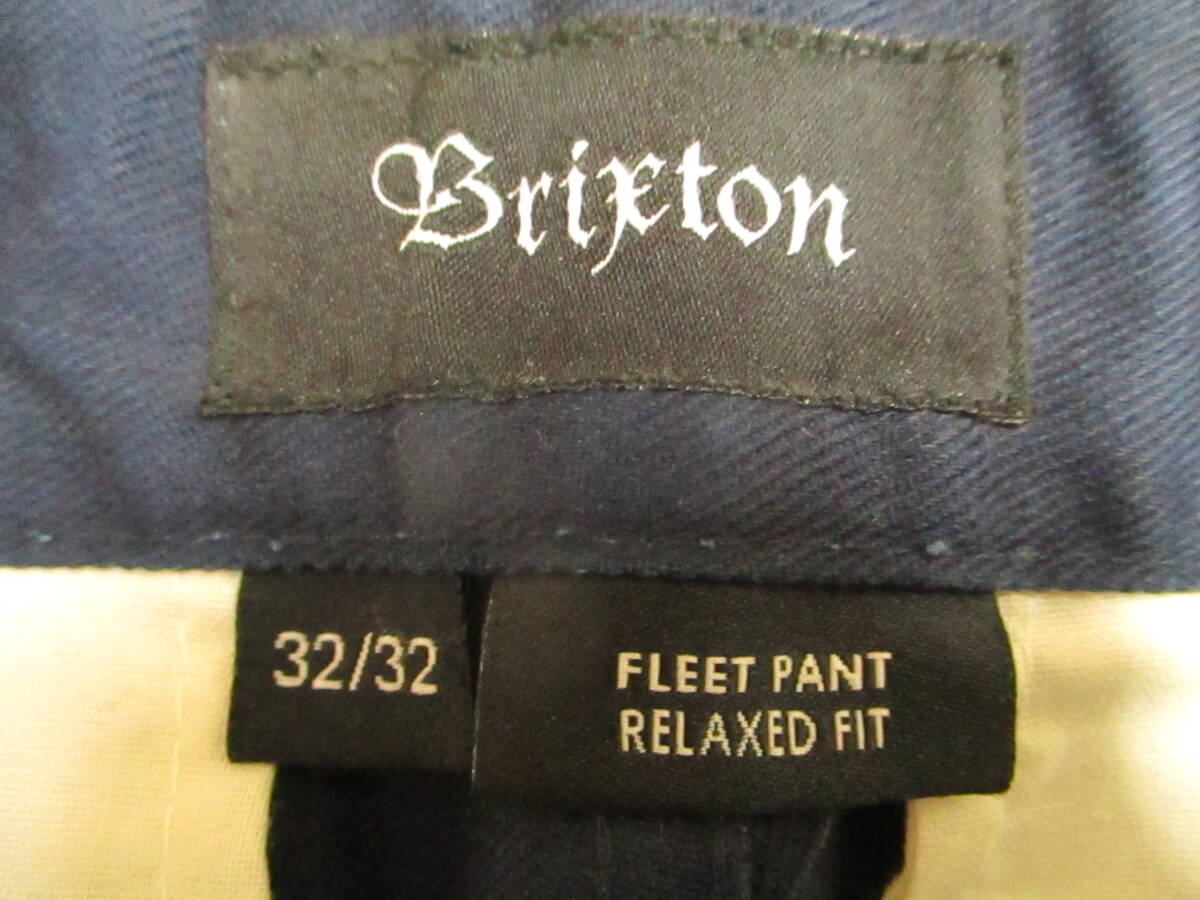 Brixton
32/32
FLEET PANT
RELAXED FIT